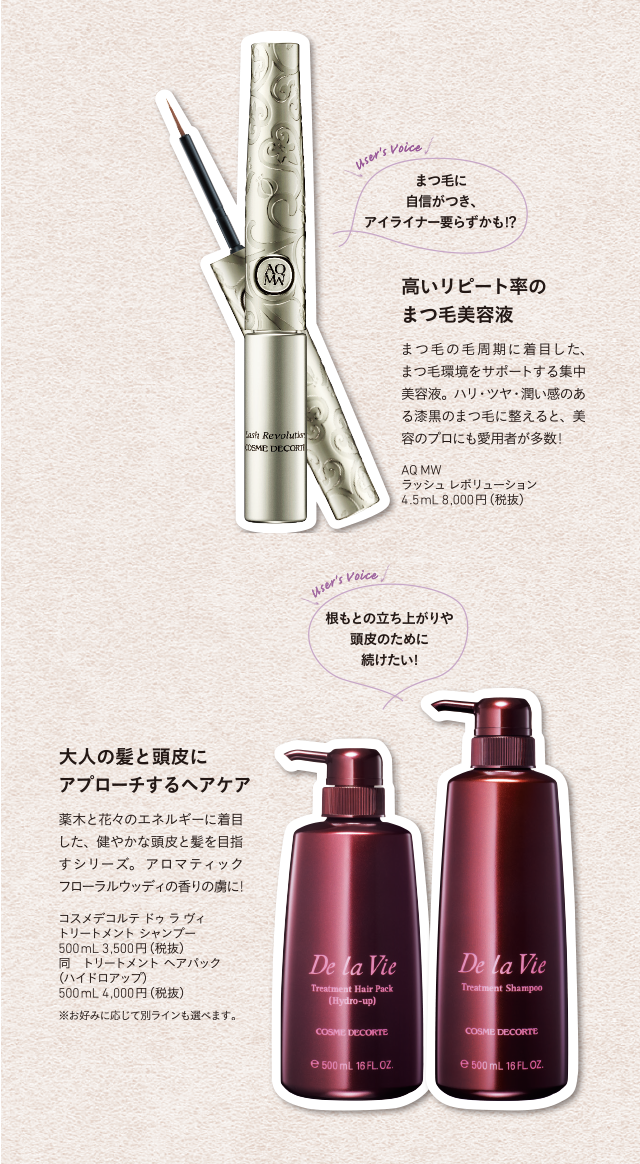 User's Voice
まつ毛に
自信がつき、
アイライナー要らずかも!?
AQ
MW
Lash Revolution
COSME DECORTE
高いリピート率の
まつ毛美容液
まつ毛の毛周期に着目した、
まつ毛環境をサポートする集中
美容液。ハリ・ツヤ・潤い感のあ
る漆黒のまつ毛に整えると、美
容のプロにも愛用者が多数!
AQ MW
ラッシュ レボリューション
4.5mL 8,000円(税抜)
User's Voice
根もとの立ち上がりや
頭皮のために
続けたい!
大人の髪と頭皮に
アプローチするヘアケア
薬木と花々のエネルギーに着目
した、健やかな頭皮と髪を目指
すシリーズ。アロマティック
フローラルウッディの香りの虜に!
コスメデコルテ ドゥ ラ ヴィ
トリートメント シャンプー
500mL 3,500円(税抜)
同　トリートメント ヘアパック
(ハイドロアップ)
500mL 4,000円(税抜)
※お好みに応じて別ラインも選べます。
De la Vie
Treatment Hair Pack
(Hydro-up)
COSME DECORTE
℮ 500 mL 16 FL. OZ.
De la Vie
Treatment Shampoo
COSME DECORTE
℮ 500 mL 16 FL. OZ.